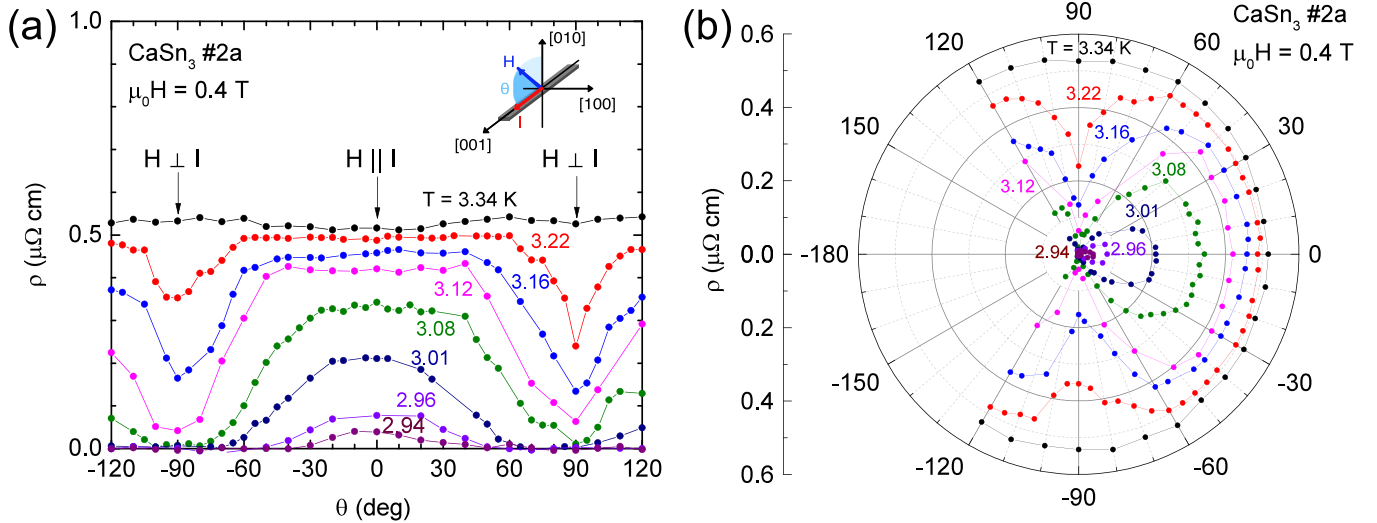 (a)
CaSn₃ #2a
μ₀H = 0.4 T
[010]
H
θ
[100]
I
[001]
H ⊥ I
H || I
H ⊥ I
T = 3.34 K
3.22
3.16
3.12
3.08
3.01
2.96
2.94
1.0
0.5
0.0
ρ (μΩ cm)
-120 -90 -60 -30 0 30 60 90 120
θ (deg)
(b)
CaSn₃ #2a
μ₀H = 0.4 T
0.6
0.4
0.2
0.0
0.2
0.4
0.6
ρ (μΩ cm)
90
120
60
150
30
-180
0
-150
-30
-120
-60
-90
T = 3.34 K
3.22
3.16
3.12
3.08
3.01
2.94
2.96